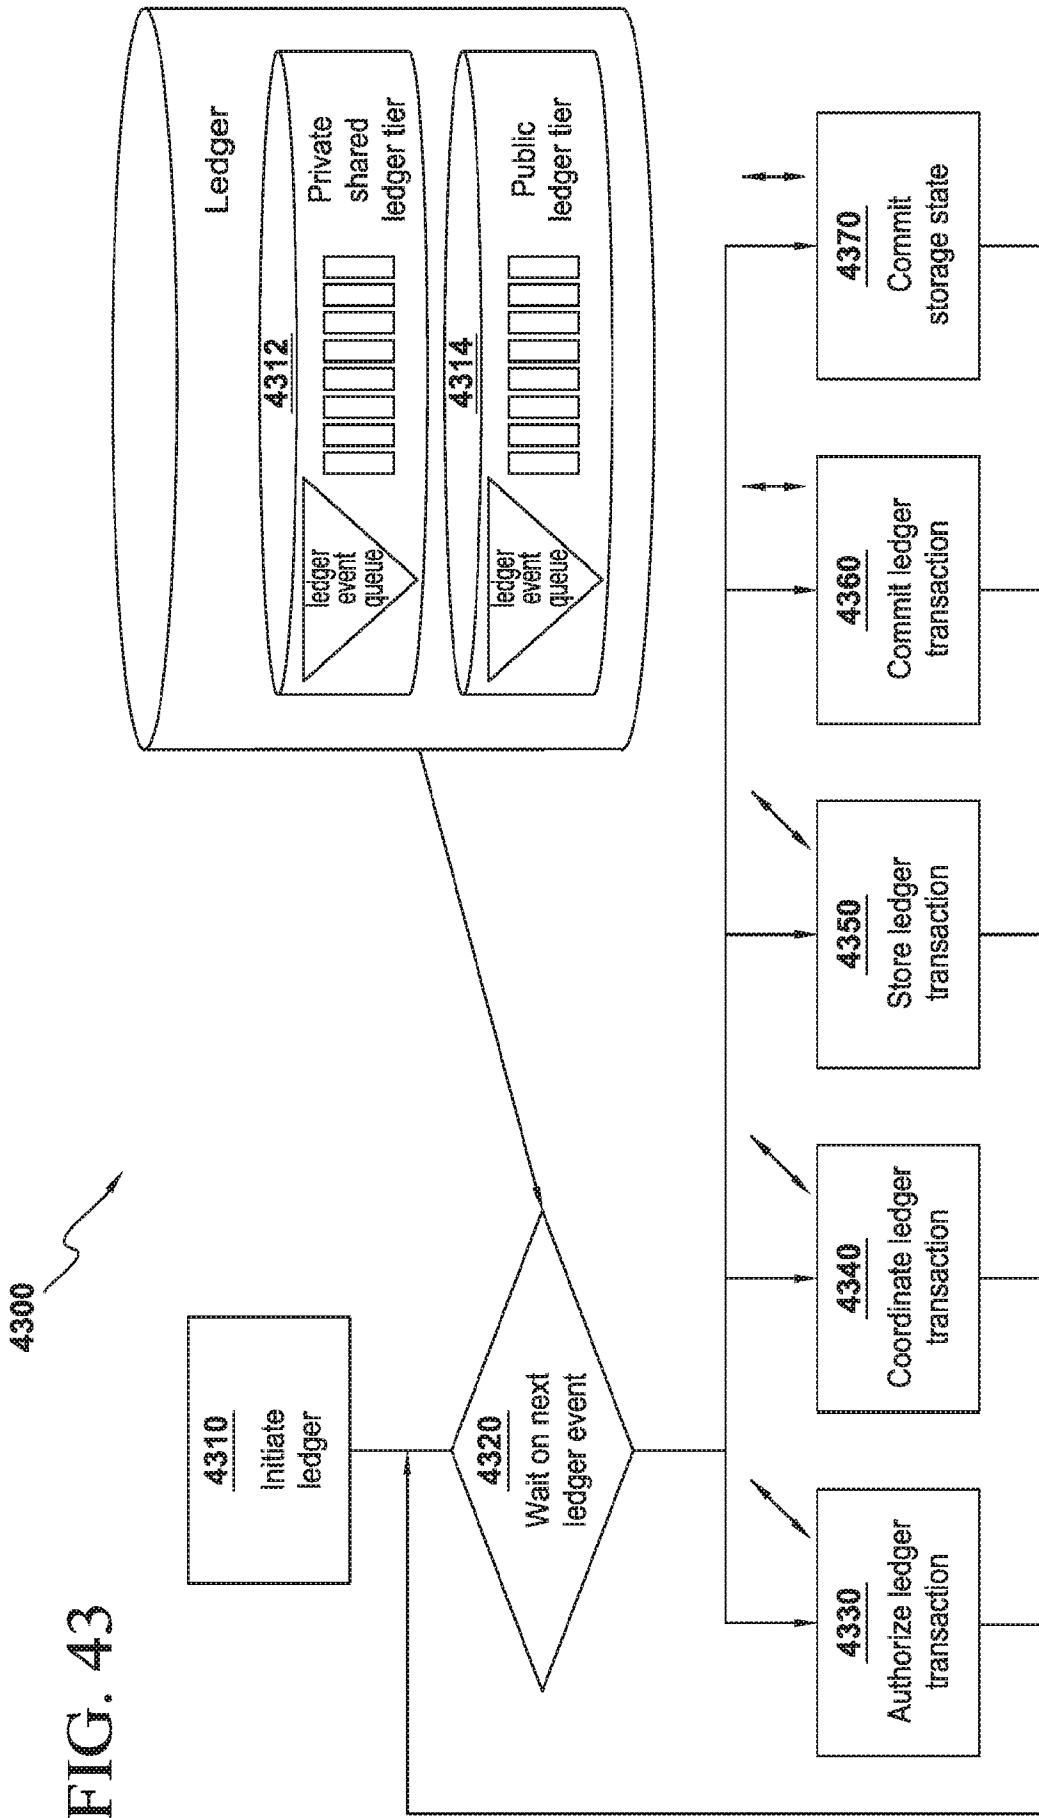 FIG. 43
4300
4310
Initiate
ledger
4320
Wait on next
ledger event
Ledger
4312
Private
shared
ledger tier
ledger
event
queue
4314
Public
ledger tier
ledger
event
queue
4330
Authorize ledger
transaction
4340
Coordinate ledger
transaction
4350
Store ledger
transaction
4360
Commit ledger
transaction
4370
Commit
storage state